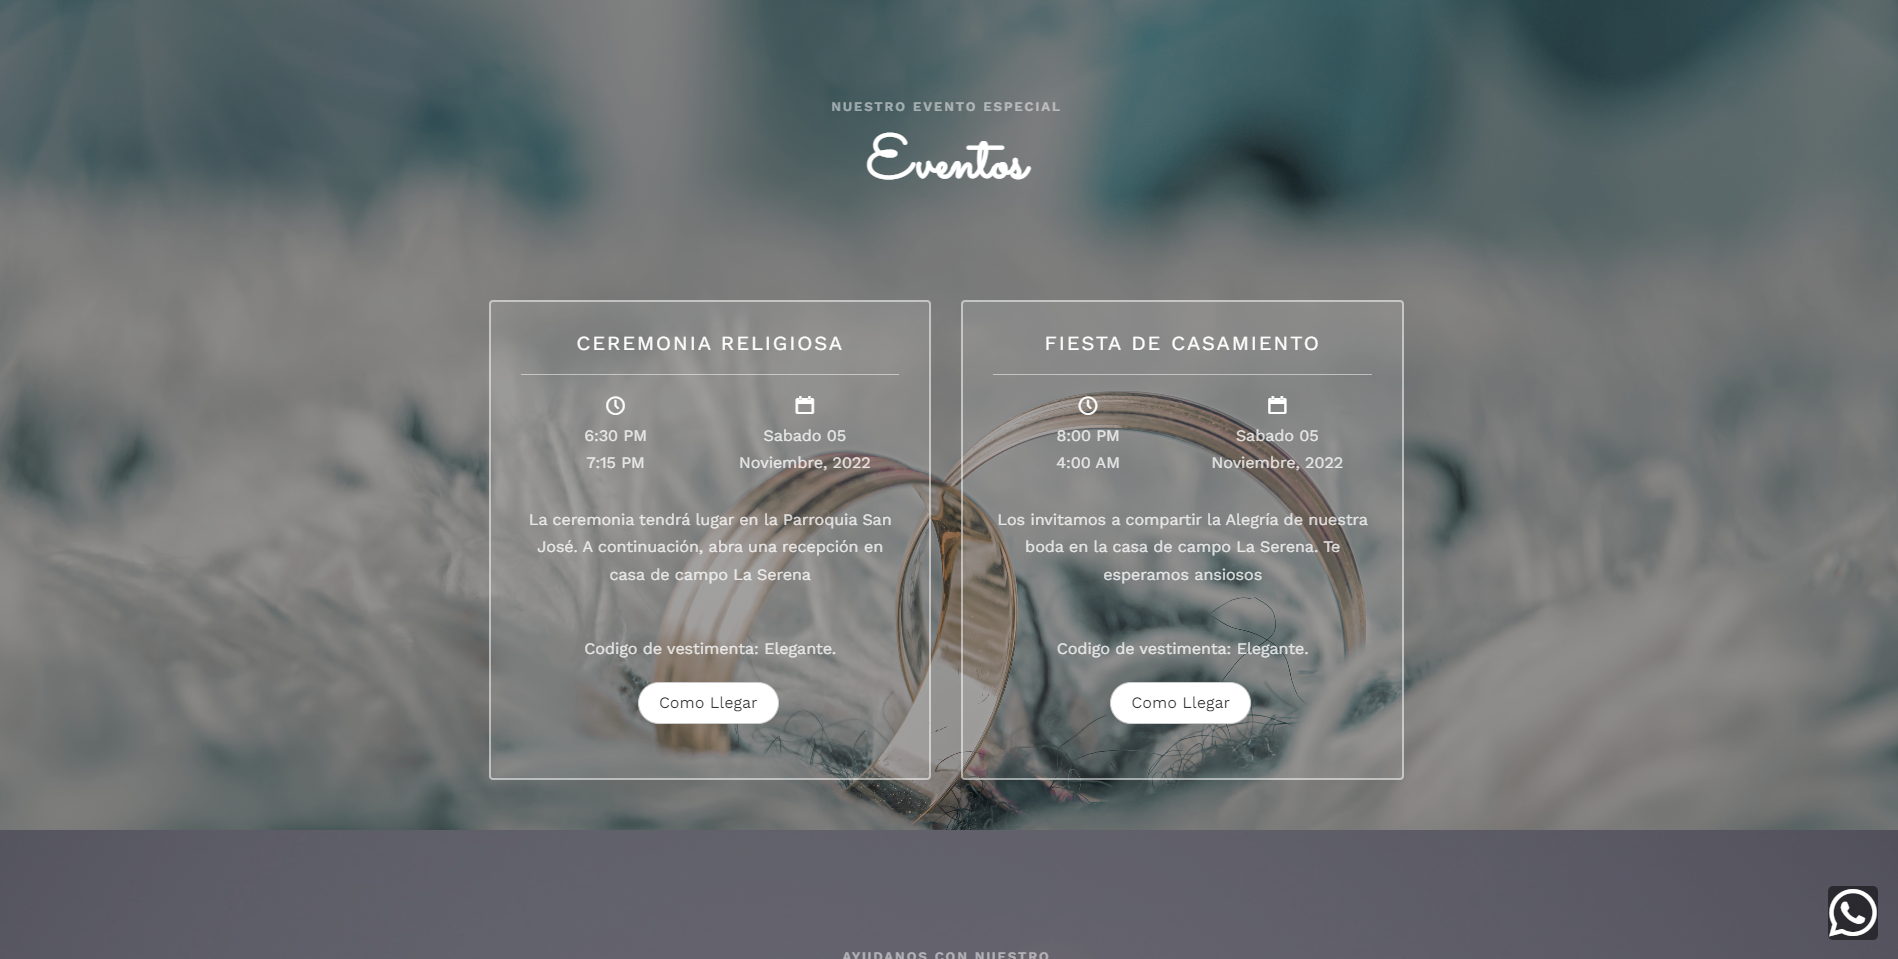 NUESTRO EVENTO ESPECIAL
Eventos
CEREMONIA RELIGIOSA
6:30 PM
7:15 PM
Sabado 05
Noviembre, 2022
La ceremonia tendrá lugar en la Parroquia San
José. A continuación, abra una recepción en
casa de campo La Serena
Codigo de vestimenta: Elegante.
Como Llegar
FIESTA DE CASAMIENTO
8:00 PM
4:00 AM
Sabado 05
Noviembre, 2022
Los invitamos a compartir la Alegría de nuestra
boda en la casa de campo La Serena. Te
esperamos ansiosos
Codigo de vestimenta: Elegante.
Como Llegar
AYUDANOS CON NUESTRO